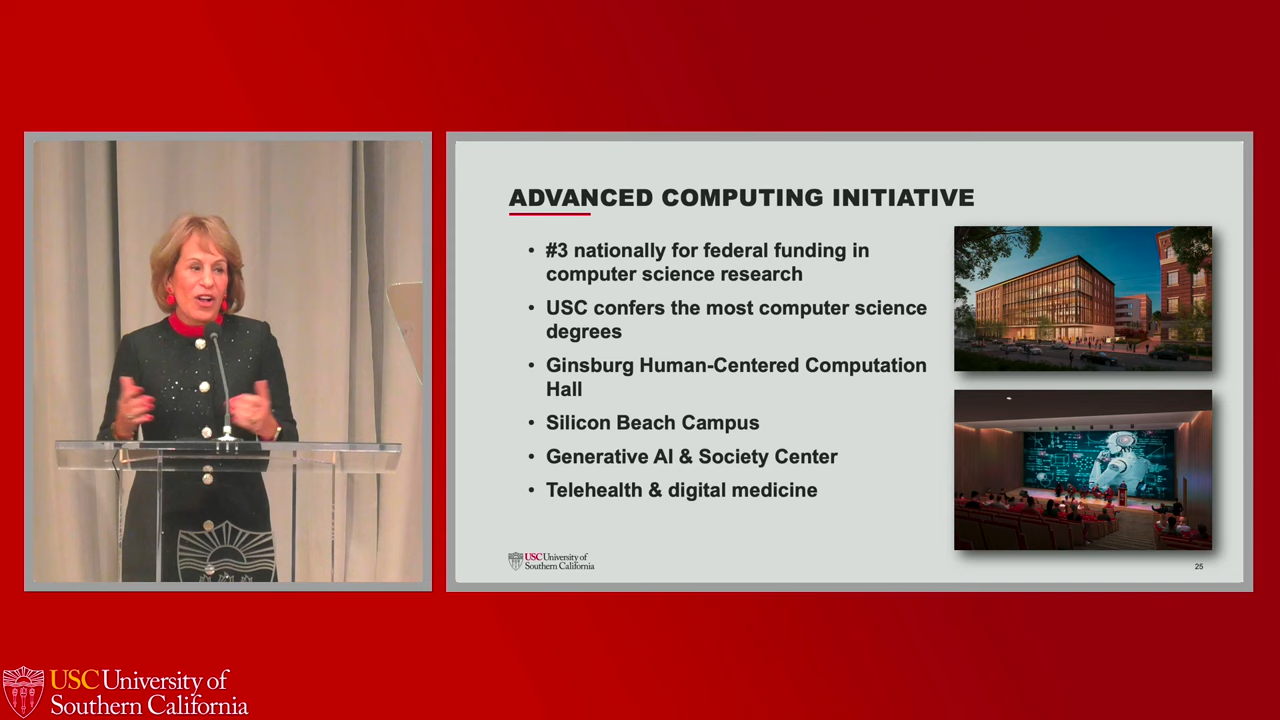 ADVANCED COMPUTING INITIATIVE
• #3 nationally for federal funding in
computer science research
• USC confers the most computer science
degrees
• Ginsburg Human-Centered Computation
Hall
• Silicon Beach Campus
• Generative AI & Society Center
• Telehealth & digital medicine
USC University of
Southern California
25
USC University of
Southern California